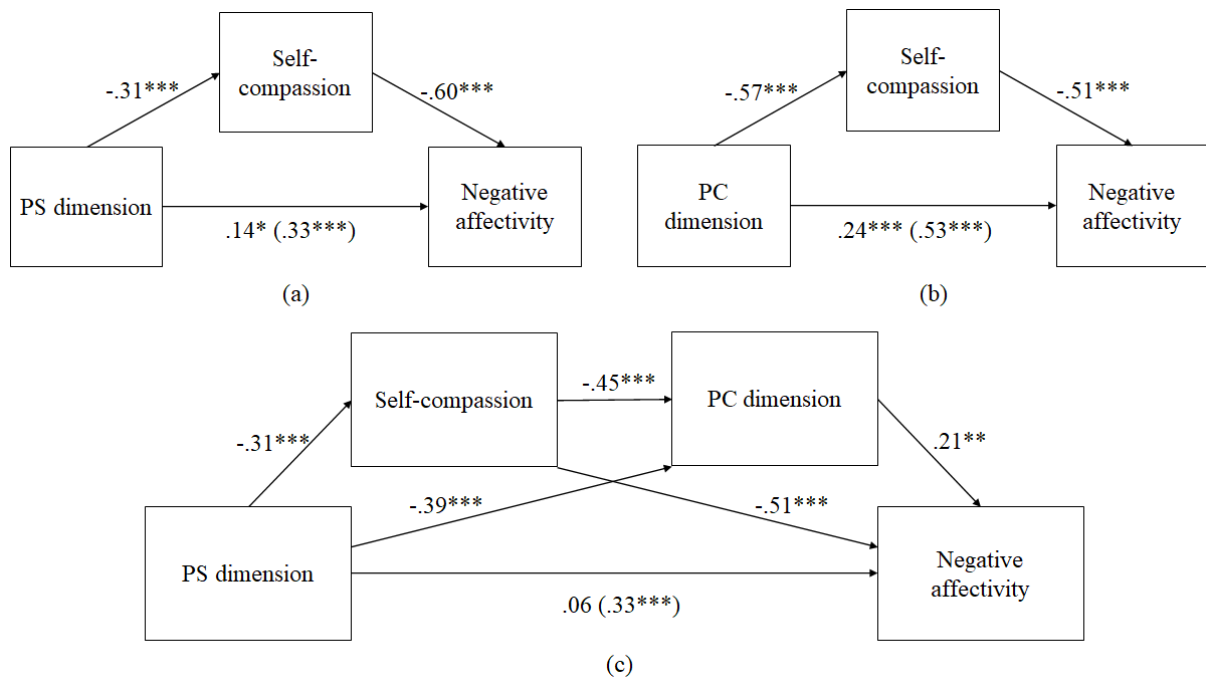 Self-
compassion
-.31***
-.60***
PS dimension
Negative
affectivity
.14* (.33***)
(a)
Self-
compassion
-.57***
-.51***
PC
dimension
Negative
affectivity
.24*** (.53***)
(b)
Self-compassion
-.45***
PC dimension
-.31***
.21**
-.39***
-.51***
PS dimension
Negative
affectivity
.06 (.33***)
(c)